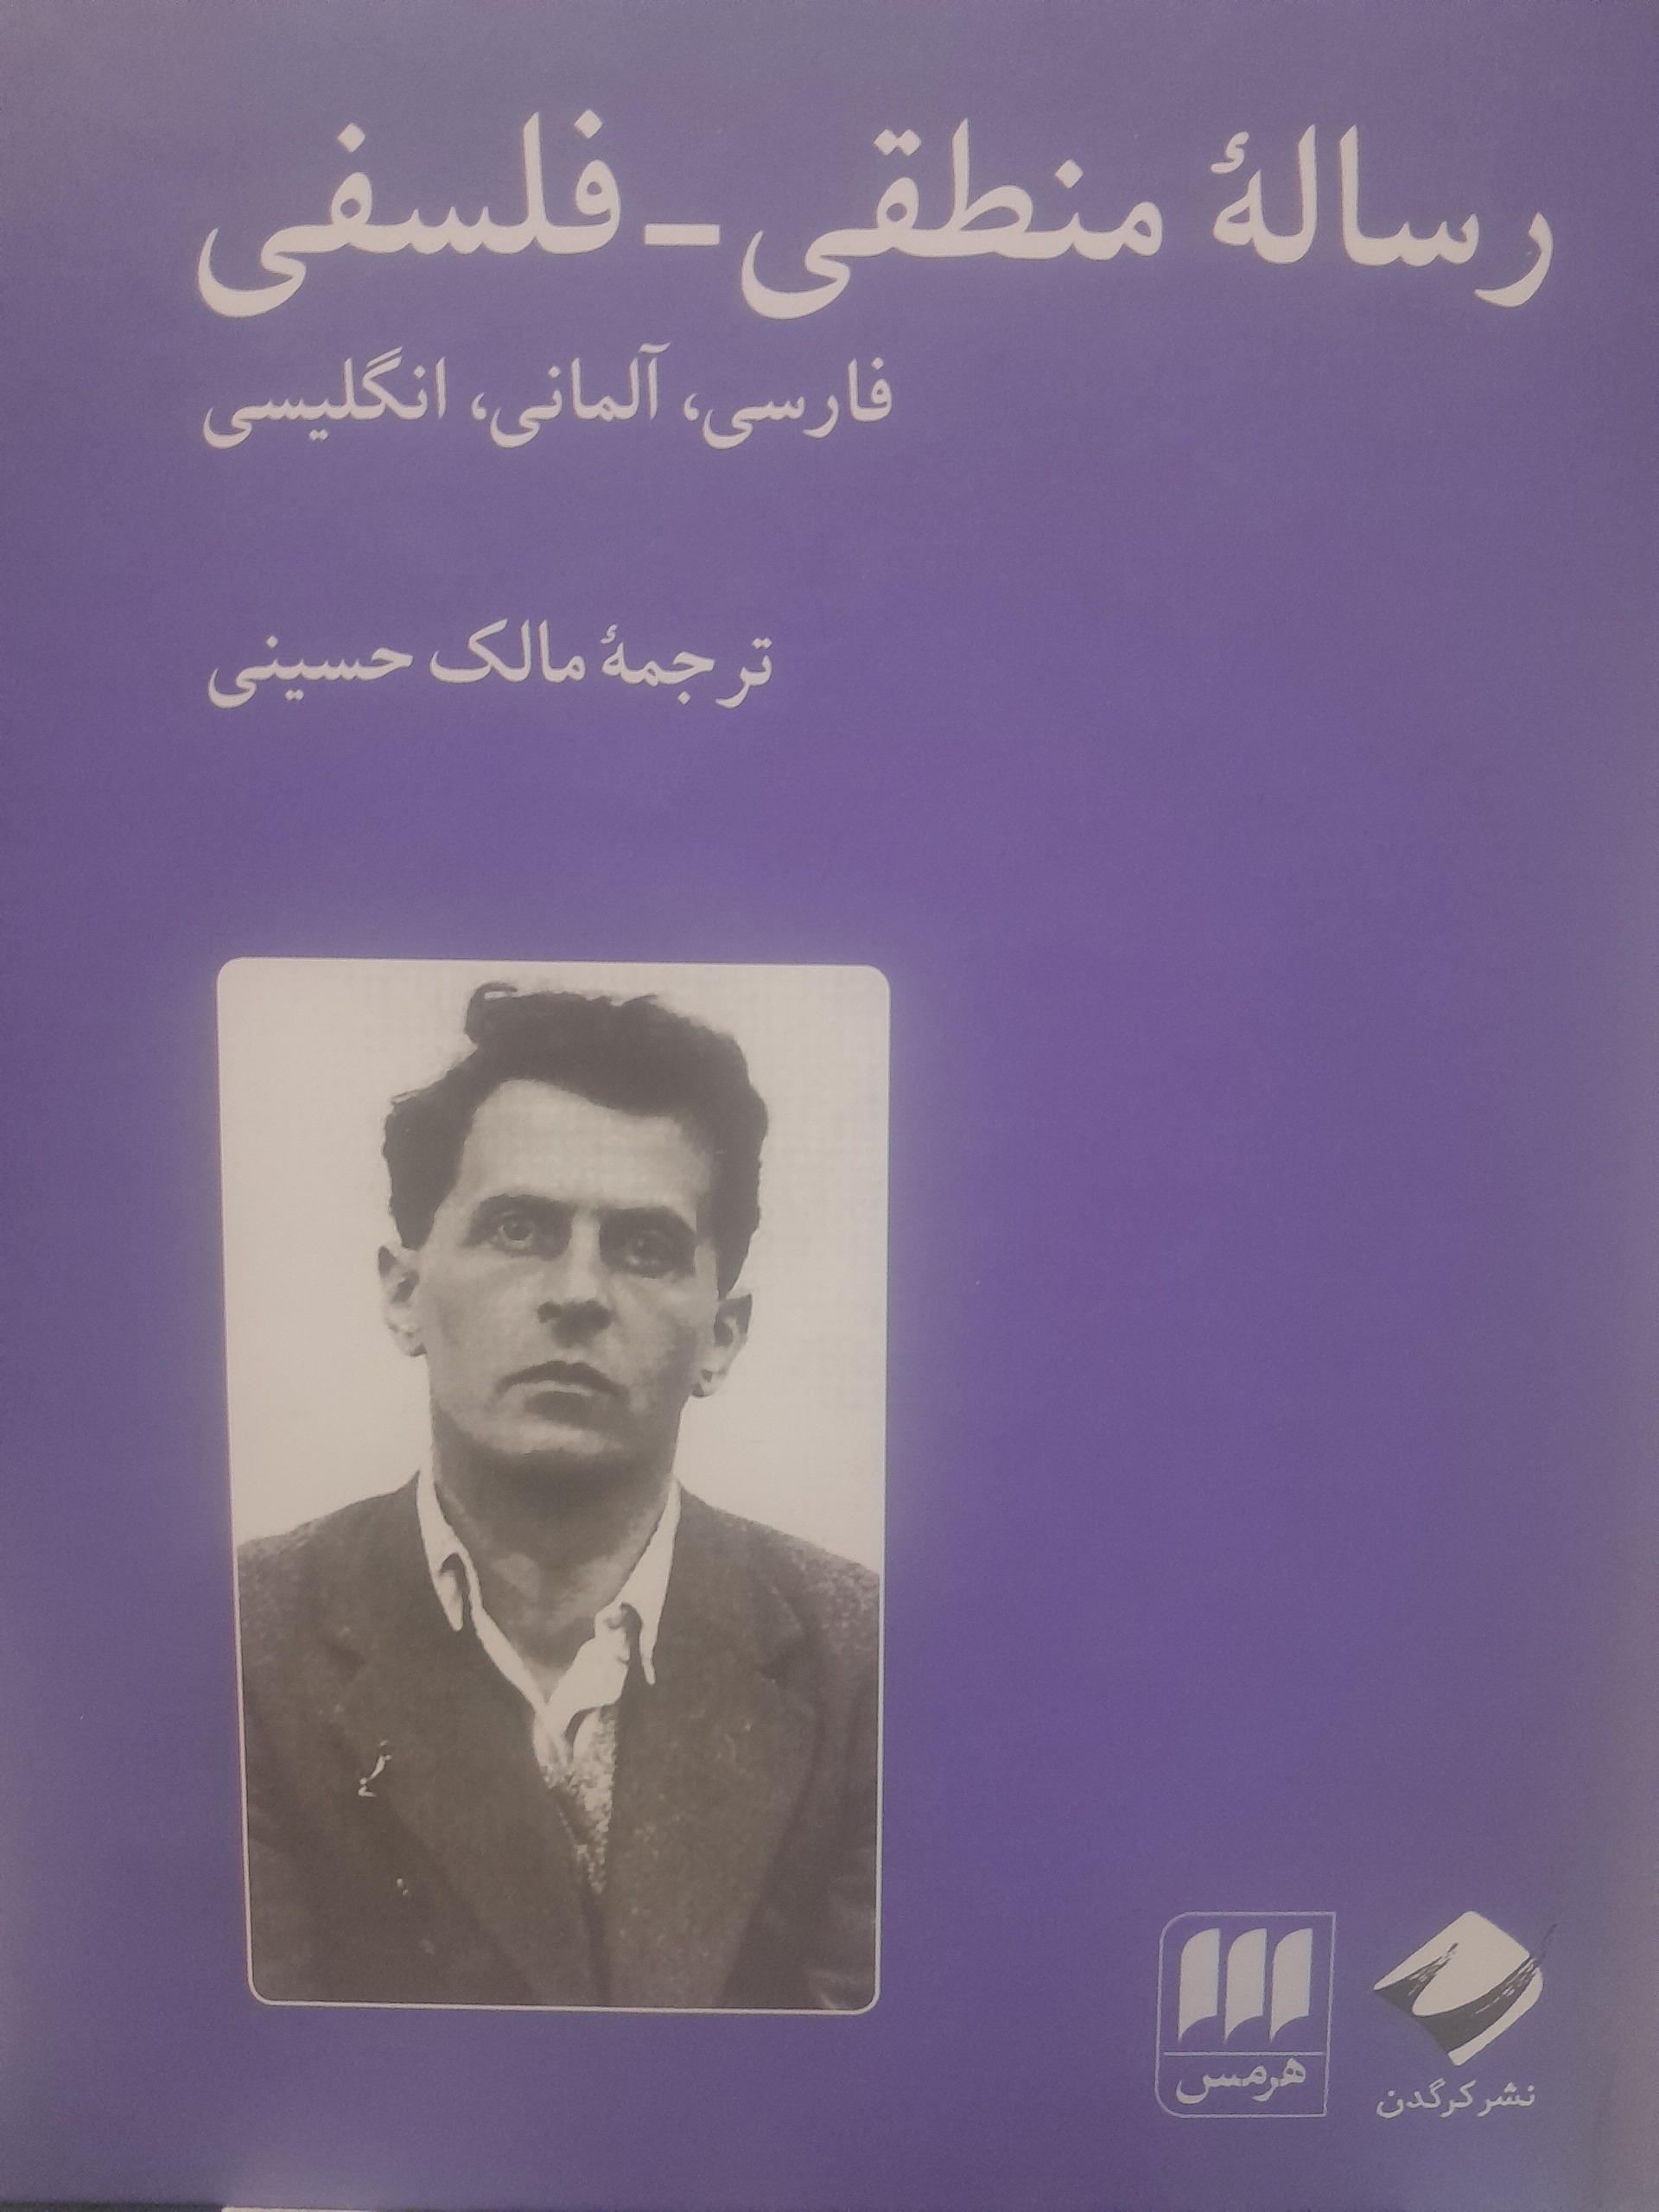 رسالهٔ منطقی-فلسفی
فارسی، آلمانی، انگلیسی
ترجمهٔ مالک حسینی
هرمس
نشر کرگدن